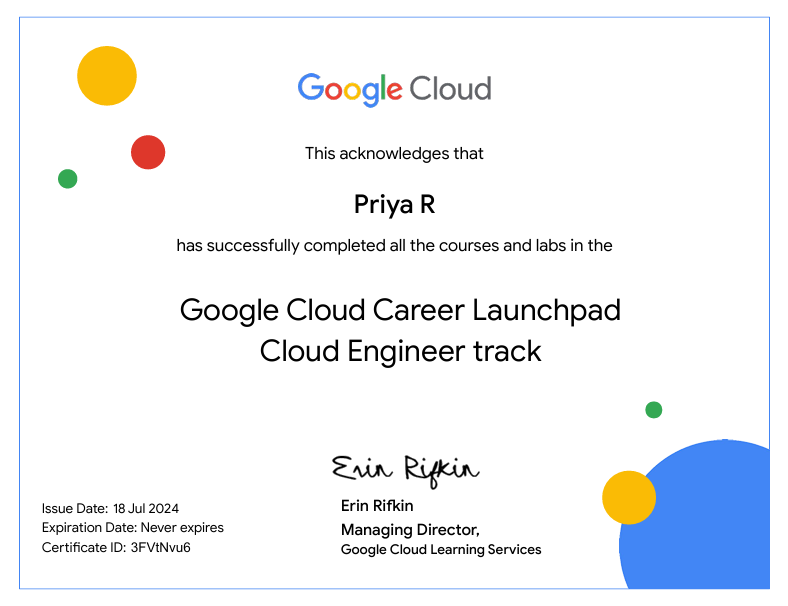 Google Cloud
This acknowledges that
Priya R
has successfully completed all the courses and labs in the
Google Cloud Career Launchpad
Cloud Engineer track
Erin Rifkin
Issue Date: 18 Jul 2024
Expiration Date: Never expires
Certificate ID: 3FVtNvu6
Erin Rifkin
Managing Director,
Google Cloud Learning Services